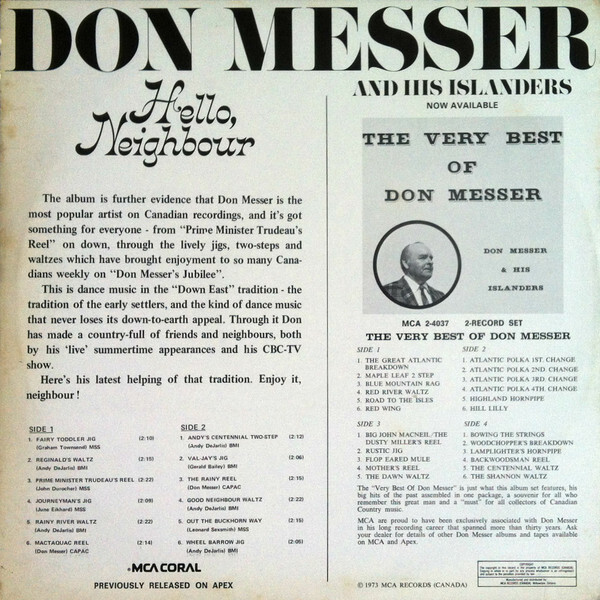 DON MESSER
AND HIS ISLANDERS
Hello,
Neighbour
The album is further evidence that Don Messer is the
most popular artist on Canadian recordings, and it's got
something for everyone - from "Prime Minister Trudeau's
Reel" on down, through the lively jigs, two-steps and
waltzes which have brought enjoyment to so many Cana-
dians weekly on "Don Messer's Jubilee".
This is dance music in the "Down East" tradition - the
tradition of the early settlers, and the kind of dance music
that never loses its down-to-earth appeal. Through it Don
has made a country-full of friends and neighbours, both
by his 'live' summertime appearances and his CBC-TV
show.
Here's his latest helping of that tradition. Enjoy it,
neighbour !
SIDE 1
1. FAIRY TODDLER JIG (2:10)
(Graham Townsend) MSS
2. REGINALD'S WALTZ (2:15)
(Andy DeJarlis) BMI
3. PRIME MINISTER TRUDEAU'S REEL (2:22)
(John Durocher) MSS
4. JOURNEYMAN'S JIG (2:09)
(June Eikhard) MSS
5. RAINY RIVER WALTZ (2:22)
(Andy DeJarlis) BMI
6. MACTAQUAC REEL (2:14)
(Don Messer) CAPAC
SIDE 2
1. ANDY'S CENTENNIAL TWO-STEP (2:12)
(Andy DeJarlis) BMI
2. VAL-JAY'S JIG (2:06)
(Gerald Bailey) BMI
3. THE RAINY REEL (2:15)
(Don Messer) CAPAC
4. GOOD NEIGHBOUR WALTZ (2:22)
(Andy DeJarlis) BMI
5. OUT THE BUCKHORN WAY (2:15)
(Leonard Sexsmith) MSS
6. WHEEL BARROW JIG (2:05)
(Andy DeJarlis) BMI
MCA CORAL
PREVIOUSLY RELEASED ON APEX
NOW AVAILABLE
THE VERY BEST
OF
DON MESSER
DON MESSER
& HIS
ISLANDERS
MCA 2-4037 2-RECORD SET
THE VERY BEST OF DON MESSER
SIDE 1
1. THE GREAT ATLANTIC
BREAKDOWN
2. MAPLE LEAF 2 STEP
3. BLUE MOUNTAIN RAG
4. RED RIVER WALTZ
5. ROAD TO THE ISLES
6. RED WING
SIDE 2
1. ATLANTIC POLKA 1ST. CHANGE
2. ATLANTIC POLKA 2ND CHANGE
3. ATLANTIC POLKA 3RD CHANGE
4. ATLANTIC POLKA 4TH. CHANGE
5. HIGHLAND HORNPIPE
6. HILL LILLY
SIDE 3
1. BIG JOHN MACNEIL/THE
DUSTY MILLER'S REEL
2. RUSTIC JIG
3. FLOP EARED MULE
4. MOTHER'S REEL
5. THE DAWN WALTZ
SIDE 4
1. BOWING THE STRINGS
2. WOODCHOPPER'S BREAKDOWN
3. LAMPLIGHTER'S HORNPIPE
4. BACKWOODSMAN REEL
5. THE CENTENNIAL WALTZ
6. THE SHANNON WALTZ
The "Very Best Of Don Messer" is just what this album set features, his
big hits of the past assembled in one package, a souvenir for all who
remember this great man and a "must" for all collectors of Canadian
Country music.
MCA are proud to have been exclusively associated with Don Messer
in his long recording career that spanned more than thirty years. Ask
your dealer for details of other Don Messer albums and tapes available
on MCA and Apex.
© 1973 MCA RECORDS (CANADA)